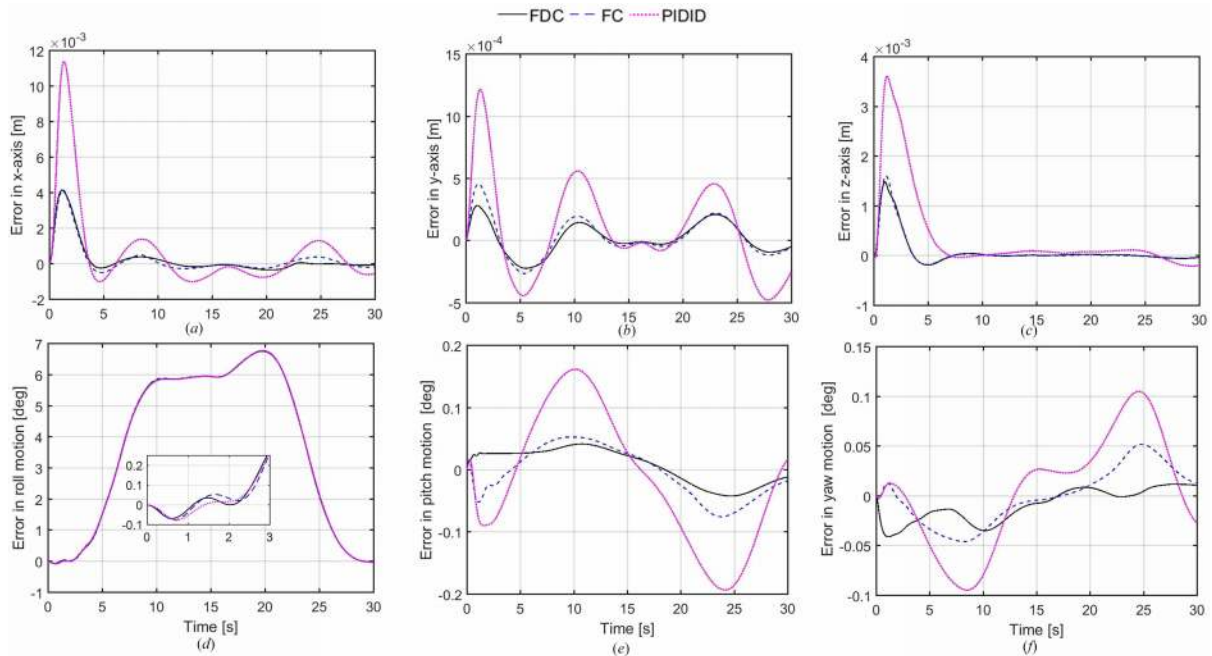 FDC FC PIDID
×10⁻³
12
10
8
6
4
2
0
-2
Error in x-axis [m]
0 5 10 15 20 25 30
(a)
×10⁻⁴
15
10
5
0
-5
Error in y-axis [m]
0 5 10 15 20 25 30
(b)
×10⁻³
4
3
2
1
0
-1
Error in z-axis [m]
0 5 10 15 20 25 30
(c)
7
6
5
4
3
2
1
0
-1
Error in roll motion [deg]
0.2
0.1
0
-0.1
0 1 2 3
0 5 10 15 20 25 30
Time [s]
(d)
0.2
0.1
0
-0.1
-0.2
Error in pitch motion [deg]
0 5 10 15 20 25 30
Time [s]
(e)
0.15
0.1
0.05
0
-0.05
-0.1
Error in yaw motion [deg]
0 5 10 15 20 25 30
Time [s]
(f)